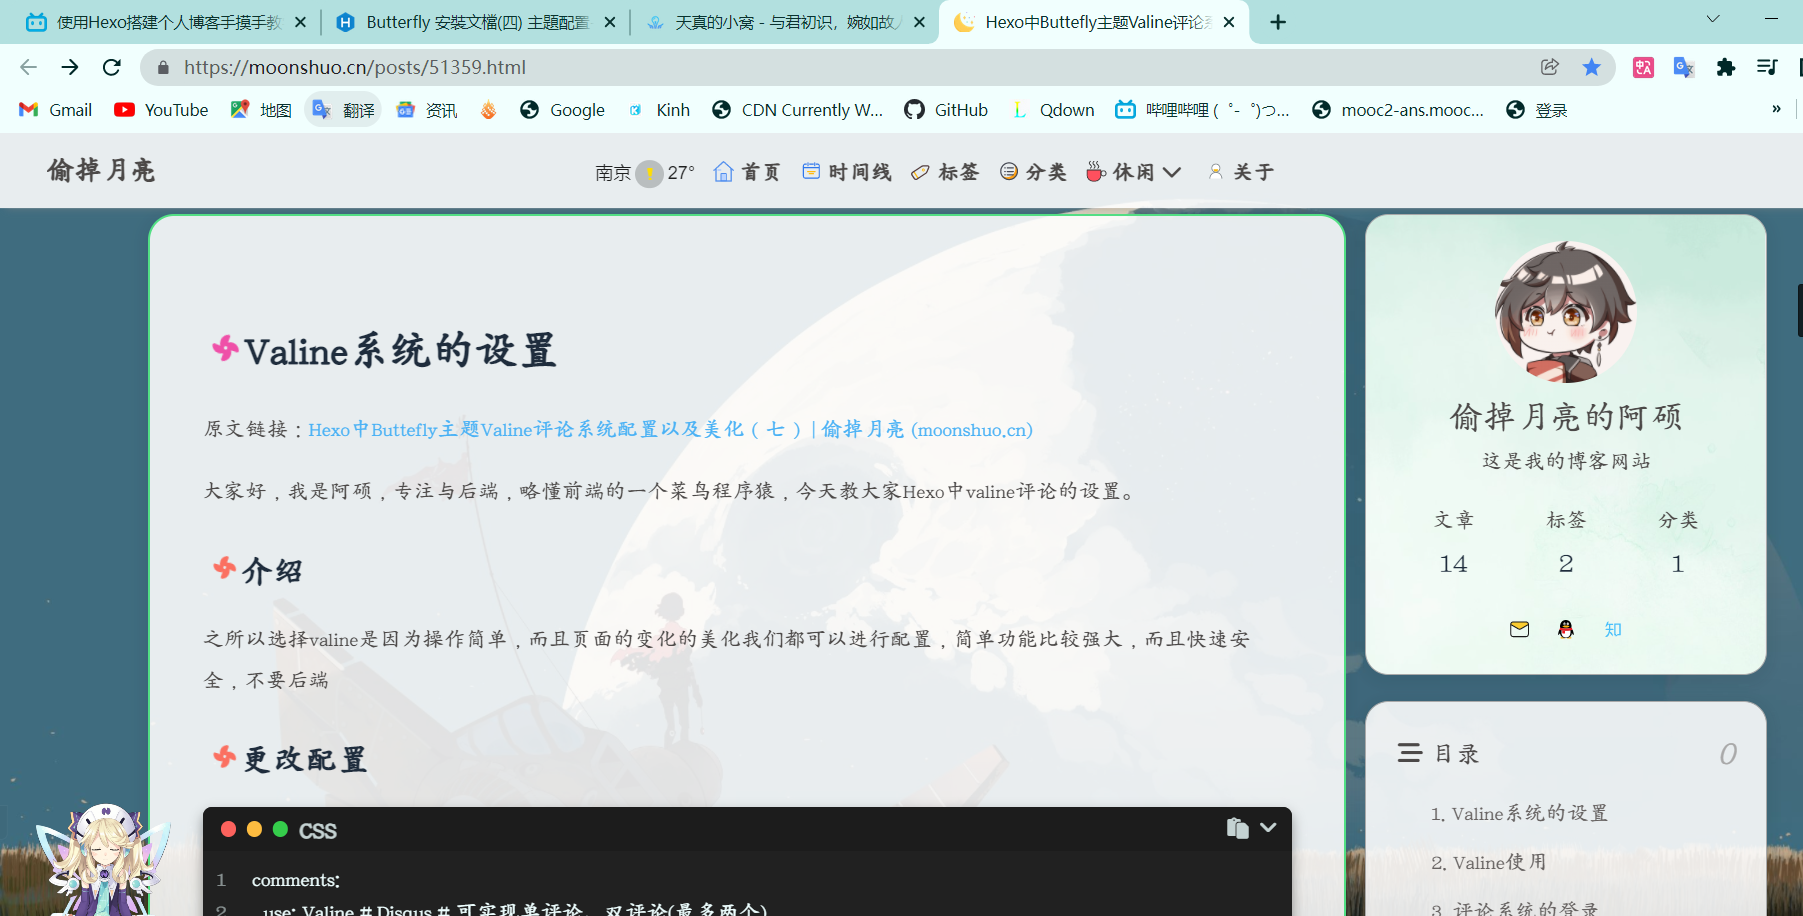 使用Hexo搭建个人博客手摸手教
Butterfly 安裝文檔(四) 主題配置
天真的小窝 - 与君初识，婉如故人
Hexo中Buttefly主题Valine评论系
https://moonshuo.cn/posts/51359.html
Gmail
YouTube
地图
翻译
资讯
Google
Kinh
CDN Currently W...
GitHub
Qdown
哔哩哔哩 (゜-゜)つ...
mooc2-ans.mooc...
登录
»
偷掉月亮
南京 27°
首页
时间线
标签
分类
休闲
关于
Valine系统的设置
原文链接：Hexo中Buttefly主题Valine评论系统配置以及美化（七）| 偷掉月亮 (moonshuo.cn)
大家好，我是阿硕，专注与后端，略懂前端的一个菜鸟程序猿，今天教大家Hexo中valine评论的设置。
介绍
之所以选择valine是因为操作简单，而且页面的变化的美化我们都可以进行配置，简单功能比较强大，而且快速安
全，不要后端
更改配置
CSS
1 comments:
2 use: Valine # Disqus # 可实现单评论、双评论(最多两个)
偷掉月亮的阿硕
这是我的博客网站
文章 标签 分类
14 2 1
知
目录 0
1. Valine系统的设置
2. Valine使用
3. 评论系统的登录